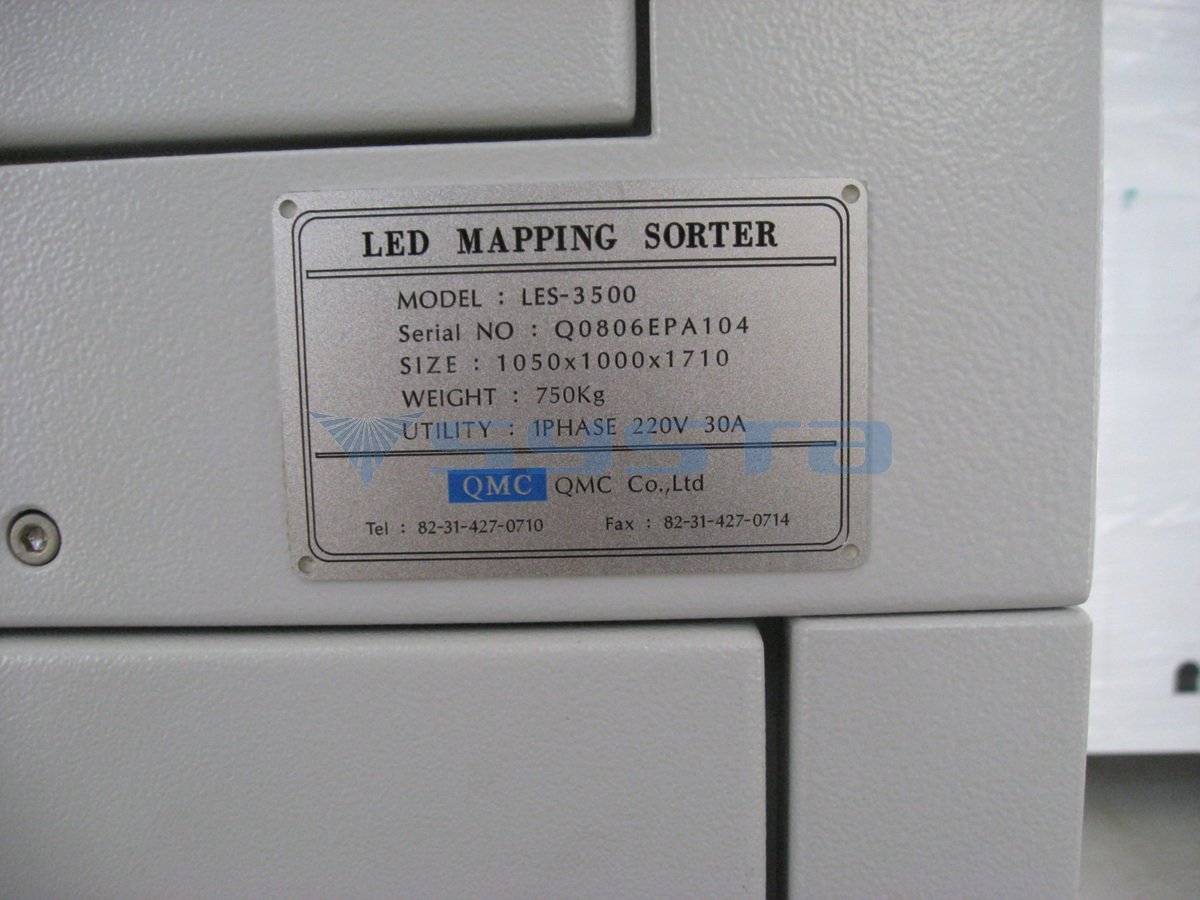 LED MAPPING SORTER
MODEL : LES-3500
Serial NO : Q0806EPA104
SIZE : 1050x1000x1710
WEIGHT : 750Kg
UTILITY : 1PHASE 220V 30A
systa
QMC QMC Co.,Ltd
Tel : 82-31-427-0710 Fax : 82-31-427-0714